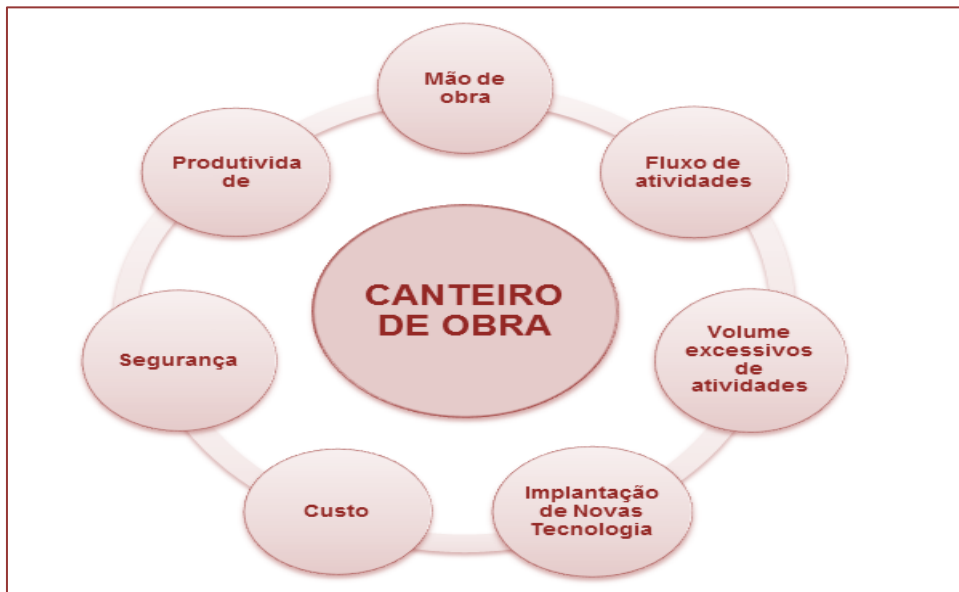 Mão de
obra
Fluxo de
atividades
Volume
excessivos
de
atividades
Implantação
de Novas
Tecnologia
Custo
Segurança
Produtivida
de
CANTEIRO
DE OBRA